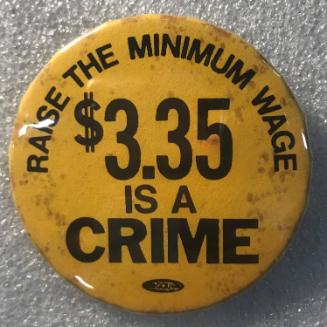 RAISE THE MINIMUM WAGE
$3.35
IS A
CRIME